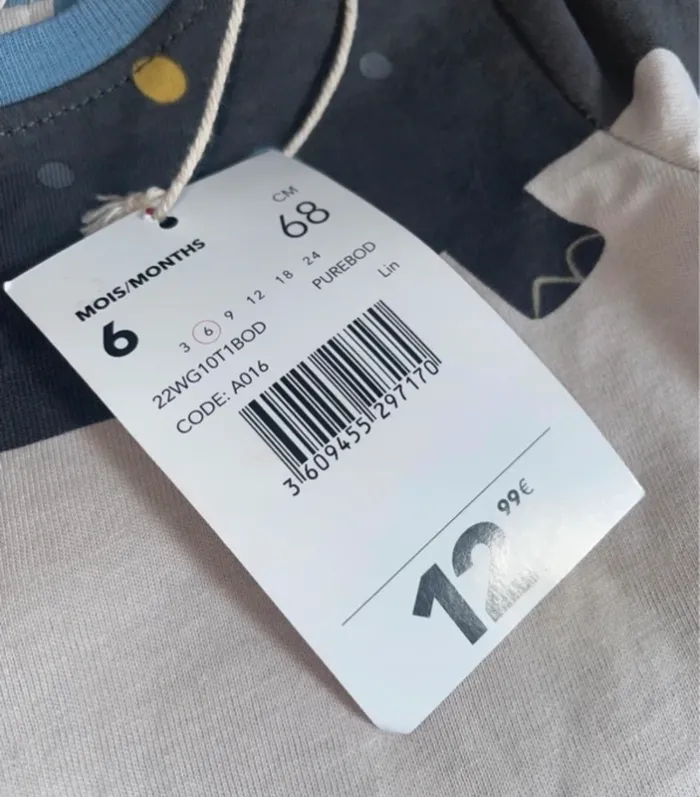 CM
68
MOIS/MONTHS
6
3 6 9 12 18 24
22WG10T1BOD PUREBOD
CODE: A016 Lin
3 609455 297170
12 99€